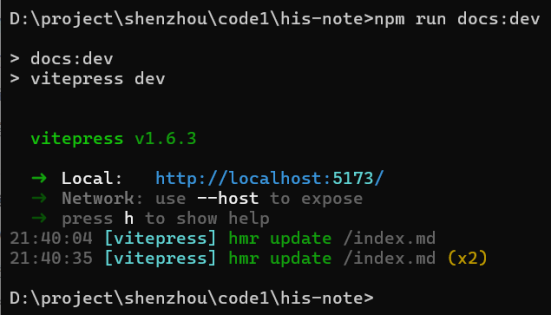 D:\project\shenzhou\code1\his-note>npm run docs:dev
> docs:dev
> vitepress dev
vitepress v1.6.3
➜ Local: http://localhost:5173/
➜ Network: use --host to expose
➜ press h to show help
21:40:04 [vitepress] hmr update /index.md
21:40:35 [vitepress] hmr update /index.md (x2)
D:\project\shenzhou\code1\his-note>